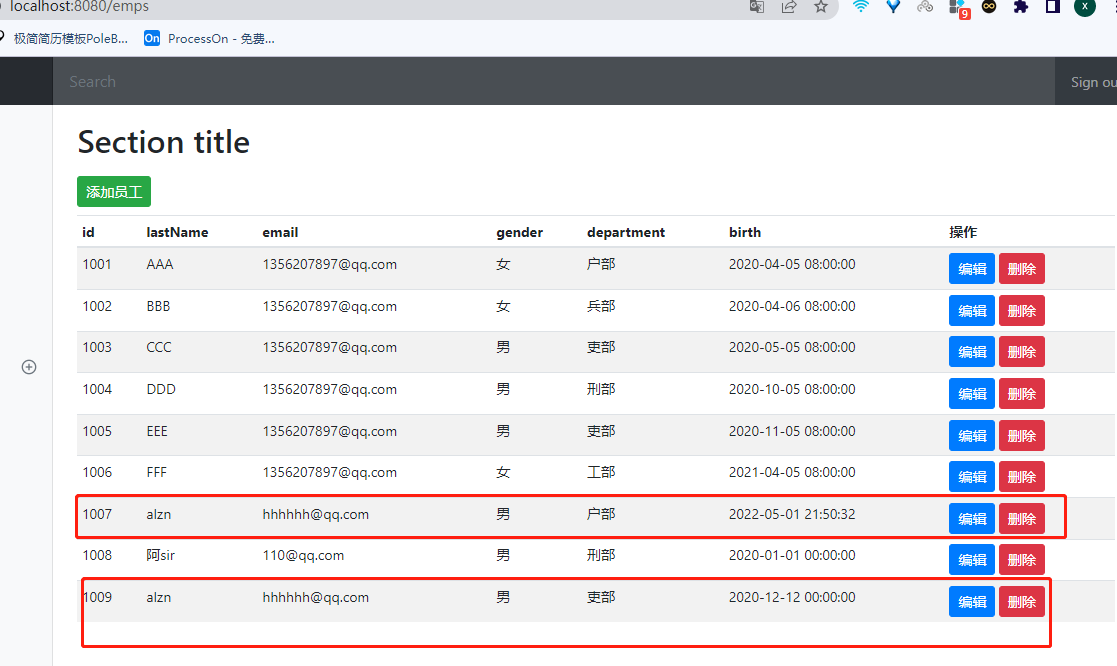 localhost:8080/emps
9
X
极简简历模板PoleB... On ProcessOn - 免费...
Search Sign ou
Section title
添加员工
id lastName email gender department birth 操作
1001 AAA 1356207897@qq.com 女 户部 2020-04-05 08:00:00 编辑 删除
1002 BBB 1356207897@qq.com 女 兵部 2020-04-06 08:00:00 编辑 删除
1003 CCC 1356207897@qq.com 男 吏部 2020-05-05 08:00:00 编辑 删除
1004 DDD 1356207897@qq.com 男 刑部 2020-10-05 08:00:00 编辑 删除
1005 EEE 1356207897@qq.com 男 吏部 2020-11-05 08:00:00 编辑 删除
1006 FFF 1356207897@qq.com 女 工部 2021-04-05 08:00:00 编辑 删除
1007 alzn hhhhhh@qq.com 男 户部 2022-05-01 21:50:32 编辑 删除
1008 阿sir 110@qq.com 男 刑部 2020-01-01 00:00:00 编辑 删除
1009 alzn hhhhhh@qq.com 男 吏部 2020-12-12 00:00:00 编辑 删除